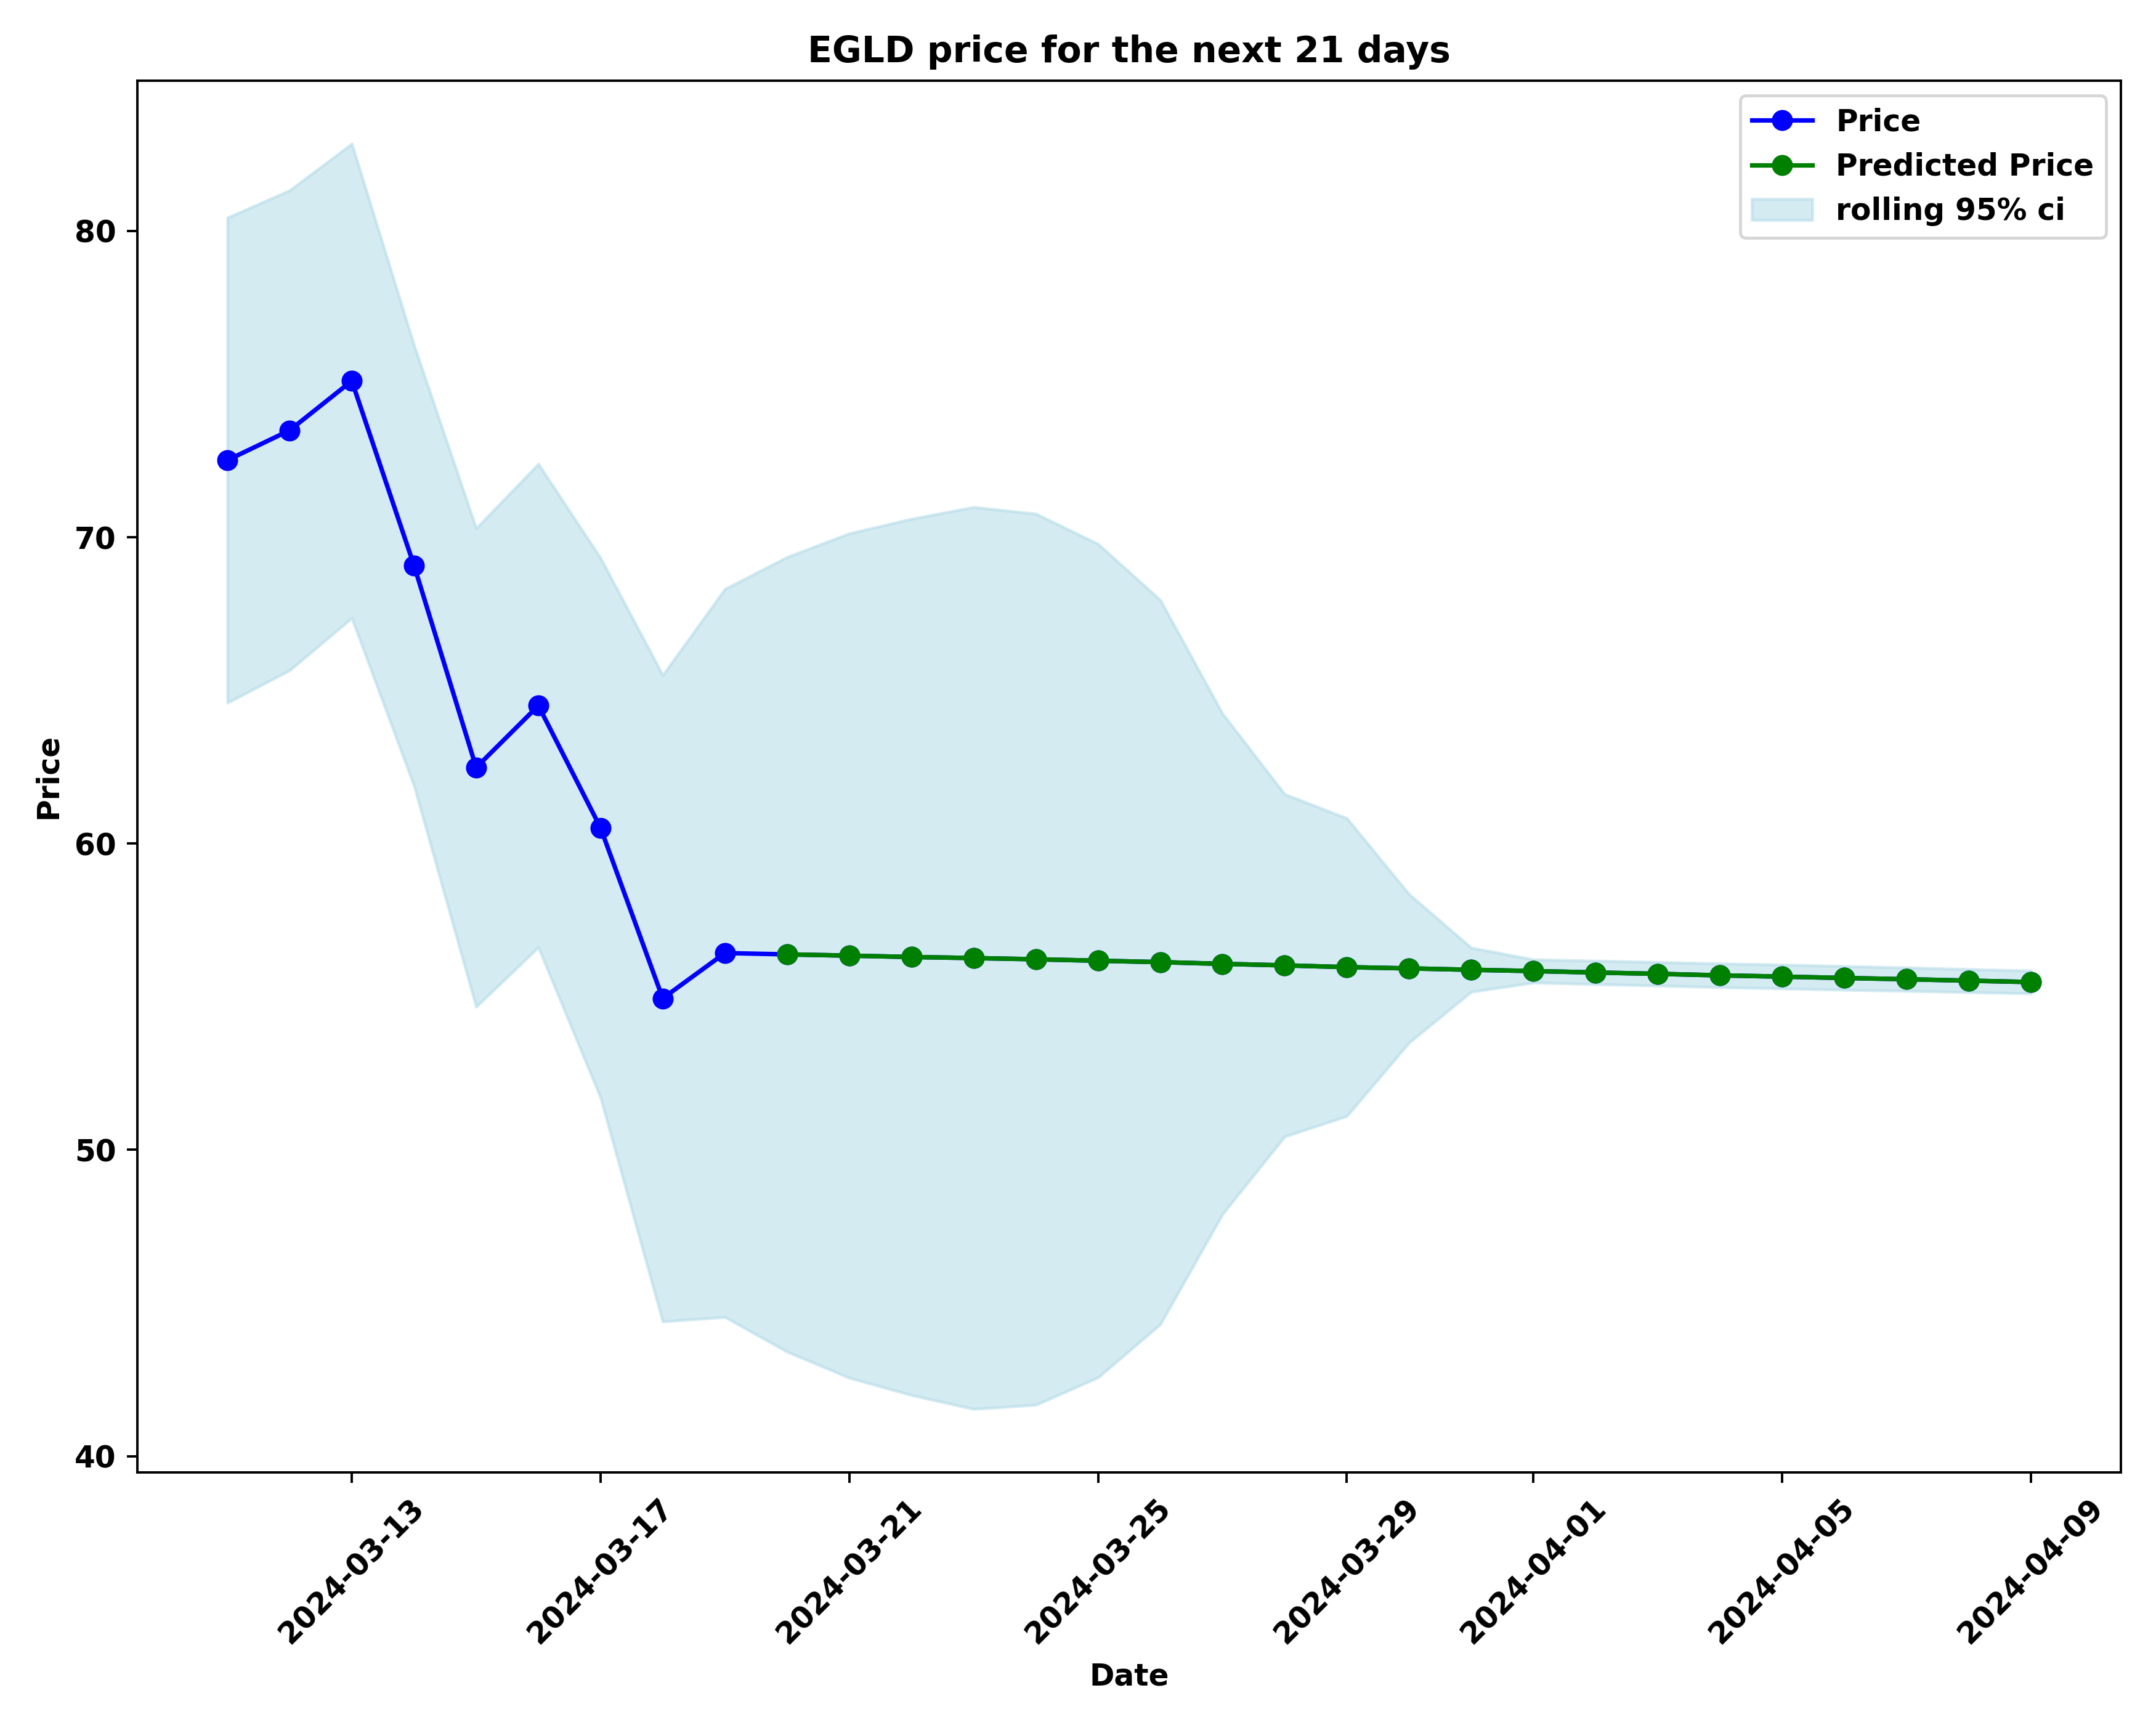 EGLD price for the next 21 days
Price
Predicted Price
rolling 95% ci
80
70
60
50
40
Price
2024-03-13
2024-03-17
2024-03-21
2024-03-25
2024-03-29
2024-04-01
2024-04-05
2024-04-09
Date